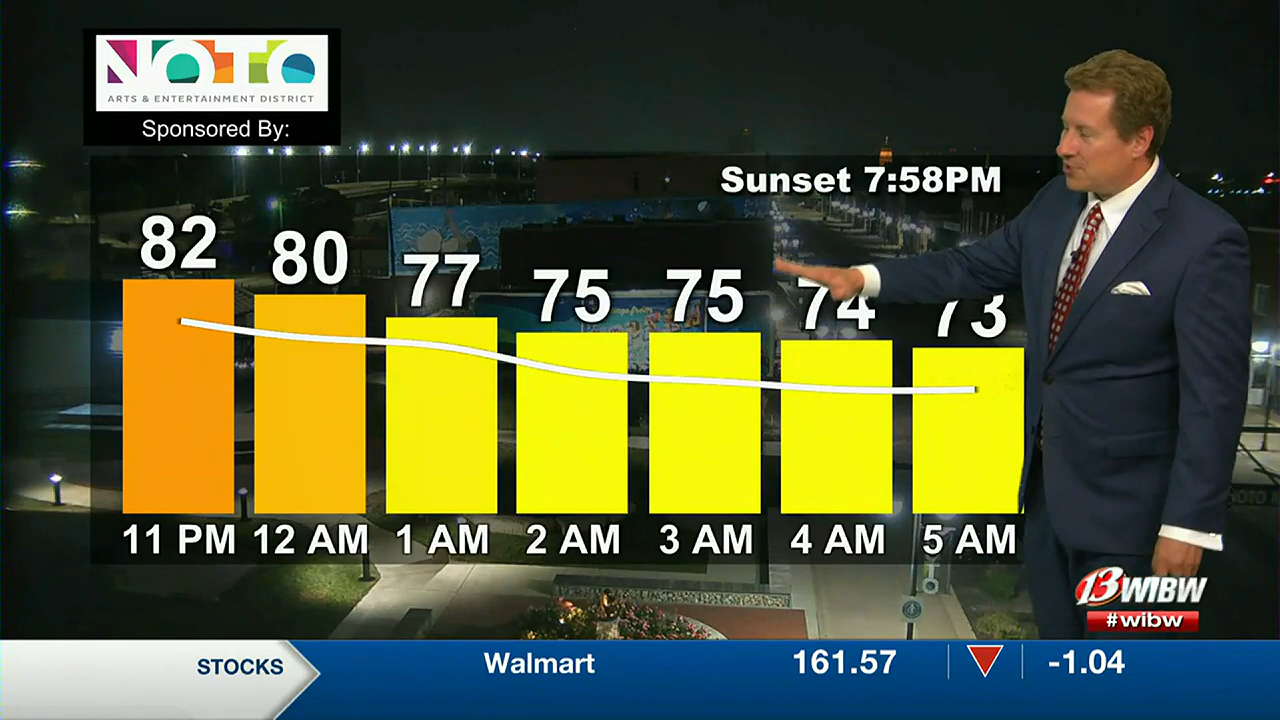 NOTO
ARTS & ENTERTAINMENT DISTRICT
Sponsored By:
Sunset 7:58PM
82 80 77 75 75 74 73
11 PM 12 AM 1 AM 2 AM 3 AM 4 AM 5 AM
13 WIBW
#wibw
STOCKS Walmart 161.57 -1.04